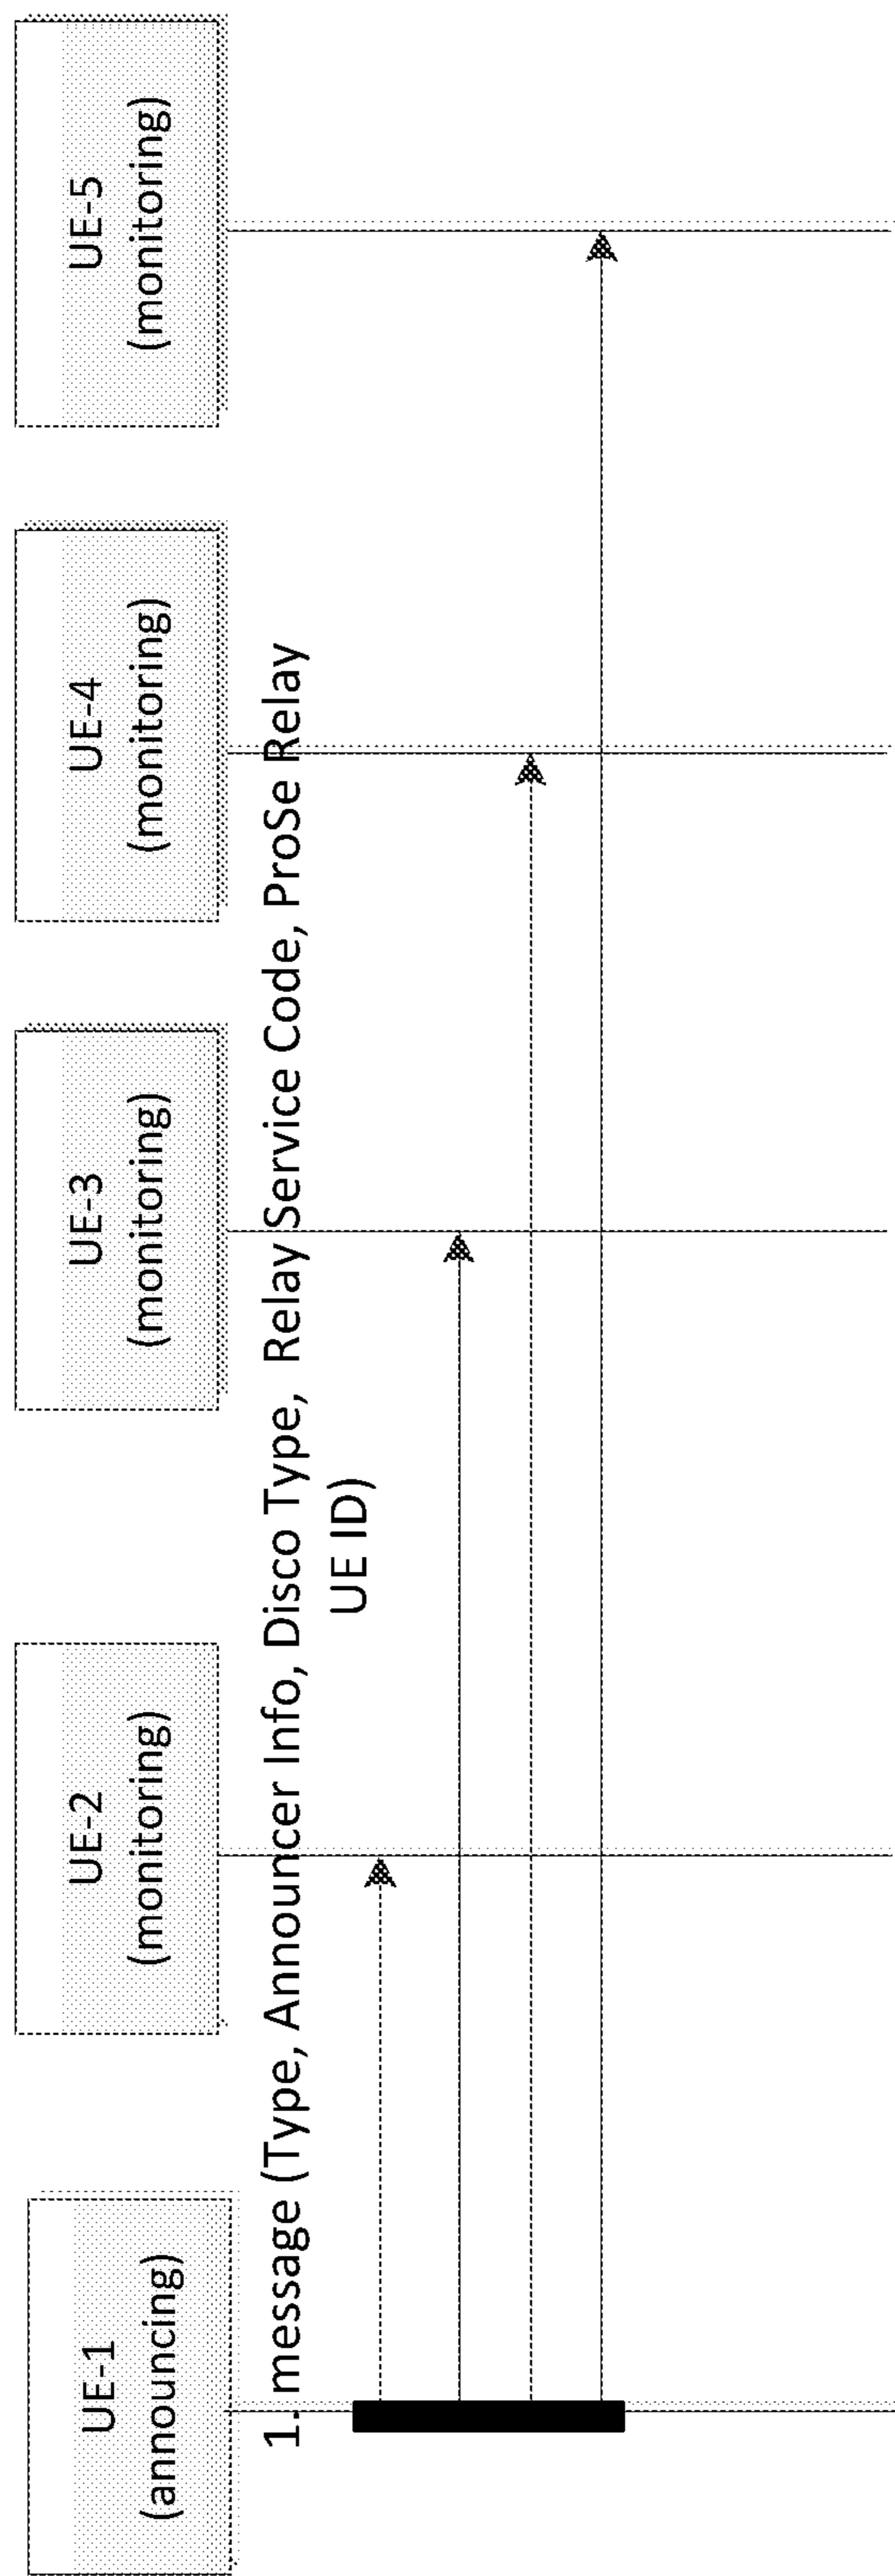 UE-1
(announcing)
UE-2
(monitoring)
UE-3
(monitoring)
UE-4
(monitoring)
UE-5
(monitoring)
1. message (Type, Announcer Info, Disco Type, Relay Service Code, ProSe Relay
UE ID)